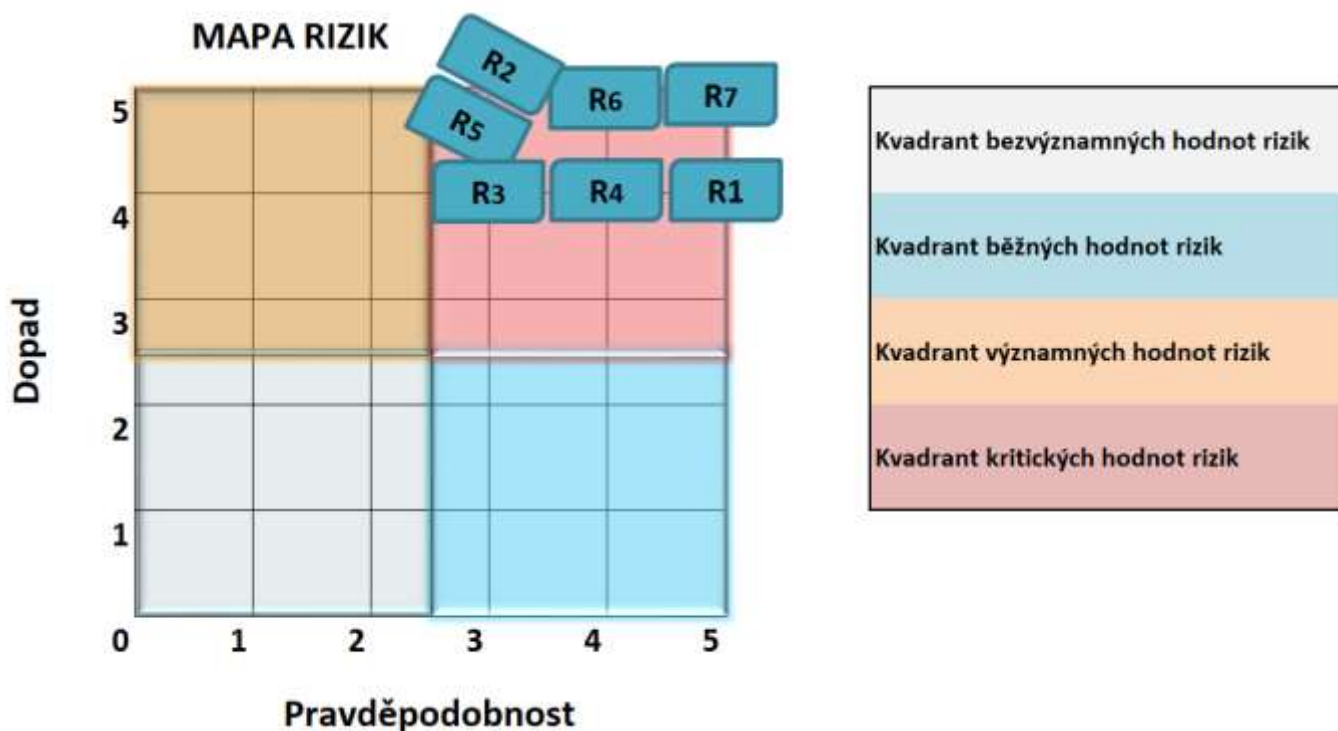 MAPA RIZIK
R2
R5
R6
R7
R3
R4
R1
5
4
3
2
1
0
1
2
3
4
5
Dopad
Pravděpodobnost
Kvadrant bezvýznamných hodnot rizik
Kvadrant běžných hodnot rizik
Kvadrant významných hodnot rizik
Kvadrant kritických hodnot rizik